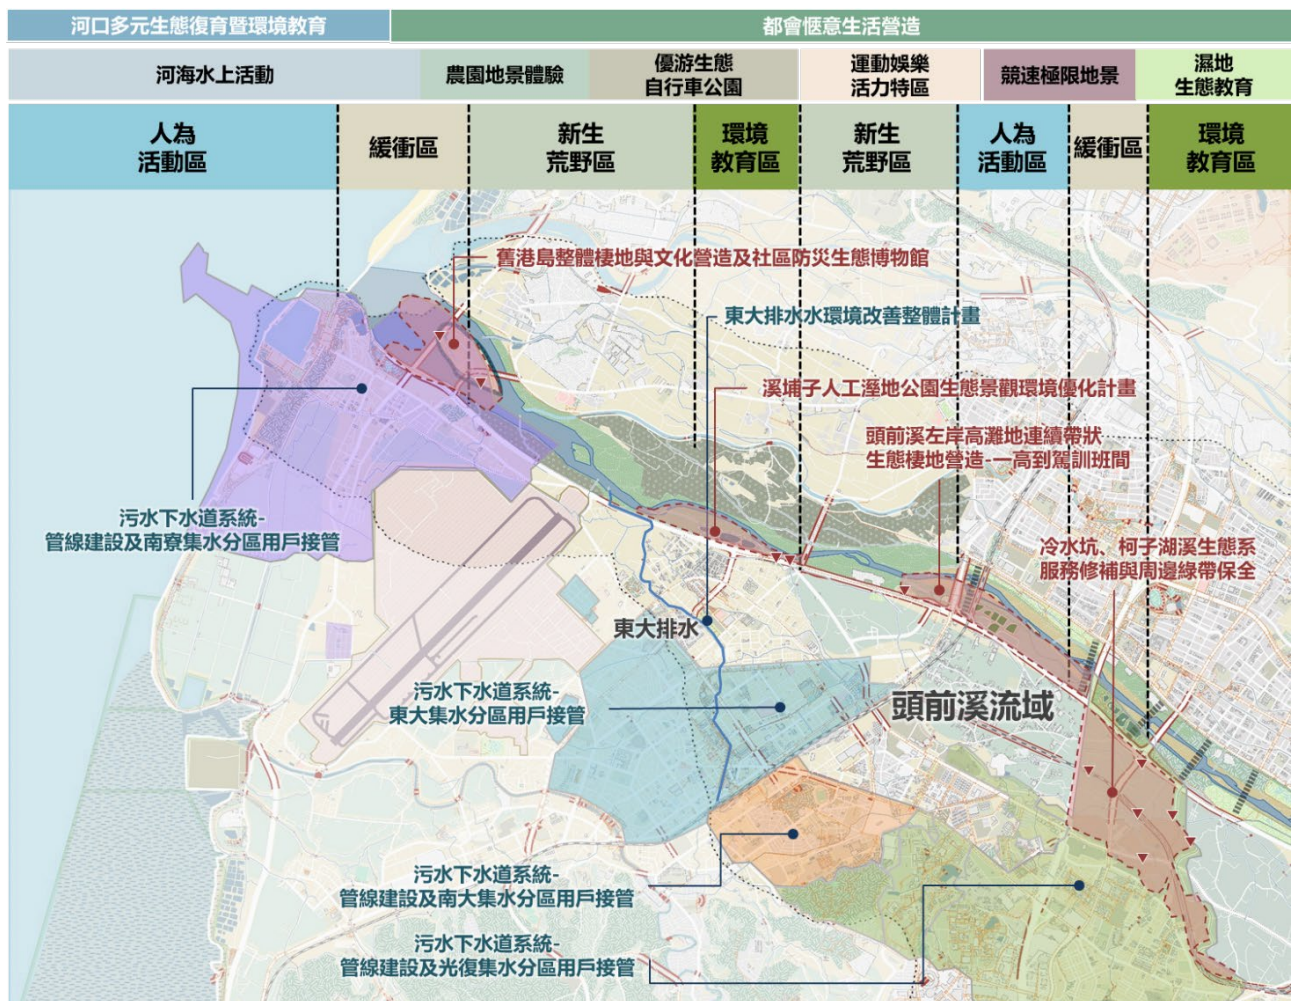 河口多元生態復育暨環境教育
都會愜意生活營造
河海水上活動
農園地景體驗
優游生態
自行車公園
運動娛樂
活力特區
競速極限地景
濕地
生態教育
人為
活動區
緩衝區
新生
荒野區
環境
教育區
新生
荒野區
人為
活動區
緩衝區
環境
教育區
舊港島整體棲地與文化營造及社區防災生態博物館
東大排水水環境改善整體計畫
溪埔子人工溼地公園生態景觀環境優化計畫
頭前溪左岸高灘地連續帶狀
生態棲地營造-一高到駕訓班間
冷水坑、柯子湖溪生態系
服務修補與周邊綠帶保全
污水下水道系統-
管線建設及南寮集水分區用戶接管
東大排水
污水下水道系統-
東大集水分區用戶接管
頭前溪流域
污水下水道系統-
管線建設及南大集水分區用戶接管
污水下水道系統-
管線建設及光復集水分區用戶接管